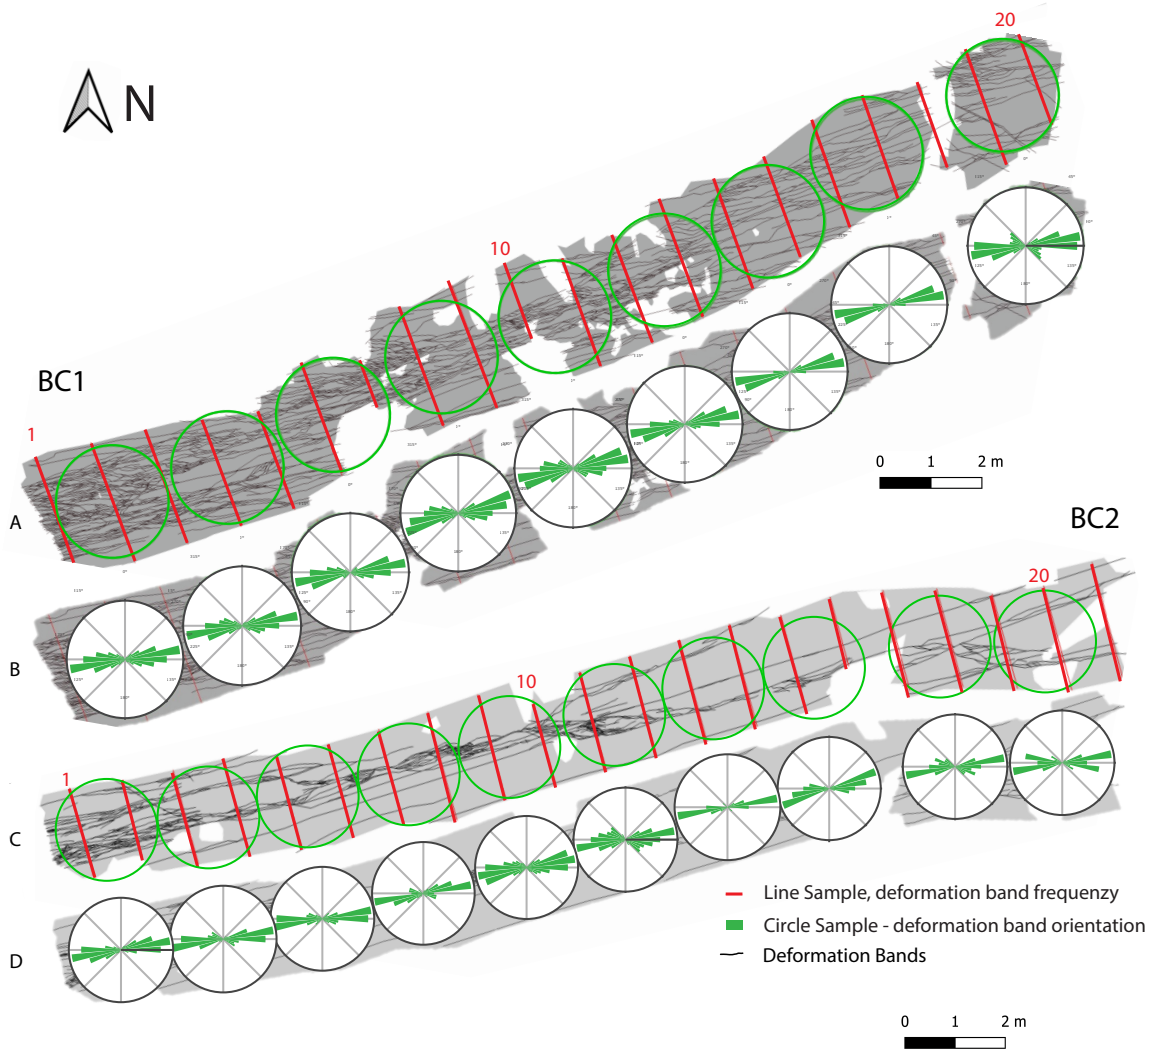 20
N
10
BC1
1
0 1 2 m
A
BC2
20
B
10
1
C
Line Sample, deformation band frequenzy
Circle Sample - deformation band orientation
Deformation Bands
D
0 1 2 m